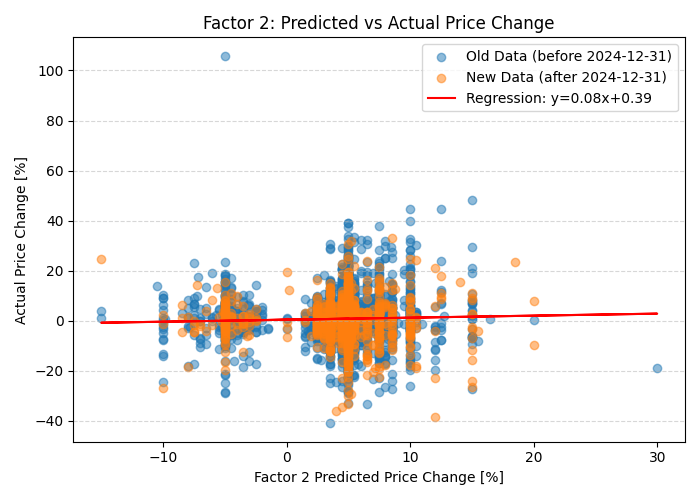 Factor 2: Predicted vs Actual Price Change
Old Data (before 2024-12-31)
New Data (after 2024-12-31)
Regression: y=0.08x+0.39
Actual Price Change [%]
100
80
60
40
20
0
−20
−40
−10
0
10
20
30
Factor 2 Predicted Price Change [%]